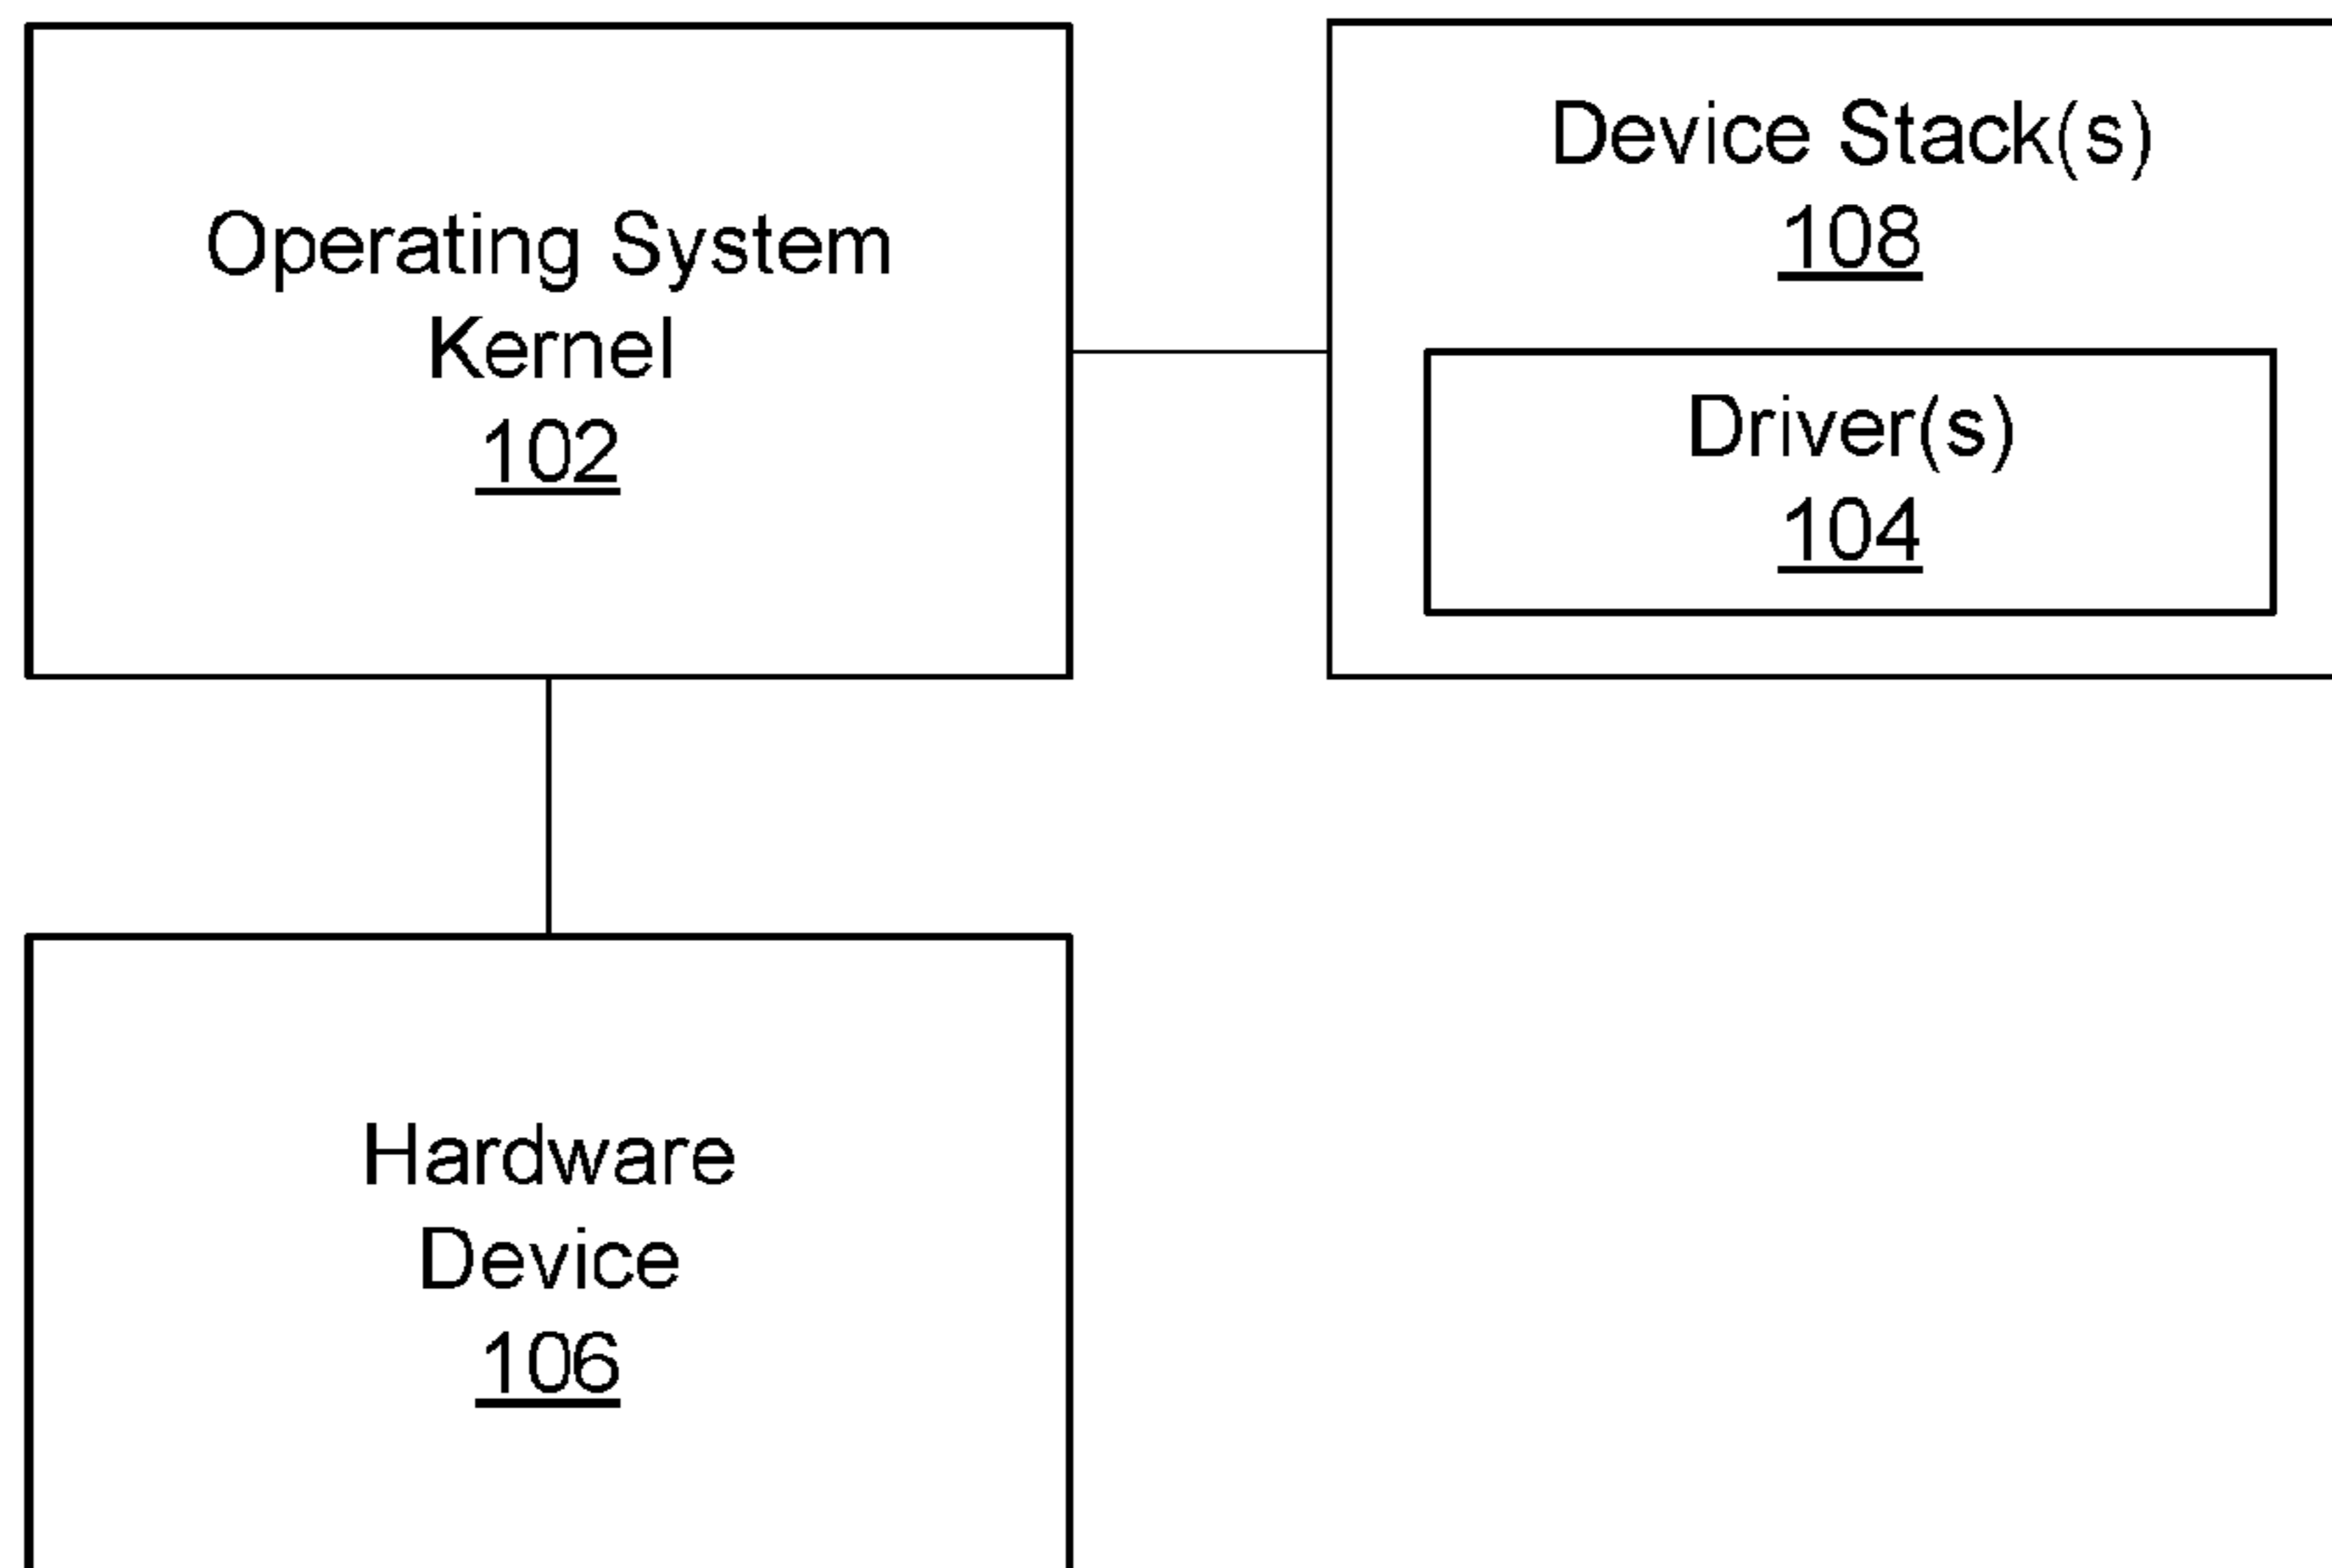 Operating System
Kernel
102
Device Stack(s)
108
Driver(s)
104
Hardware
Device
106